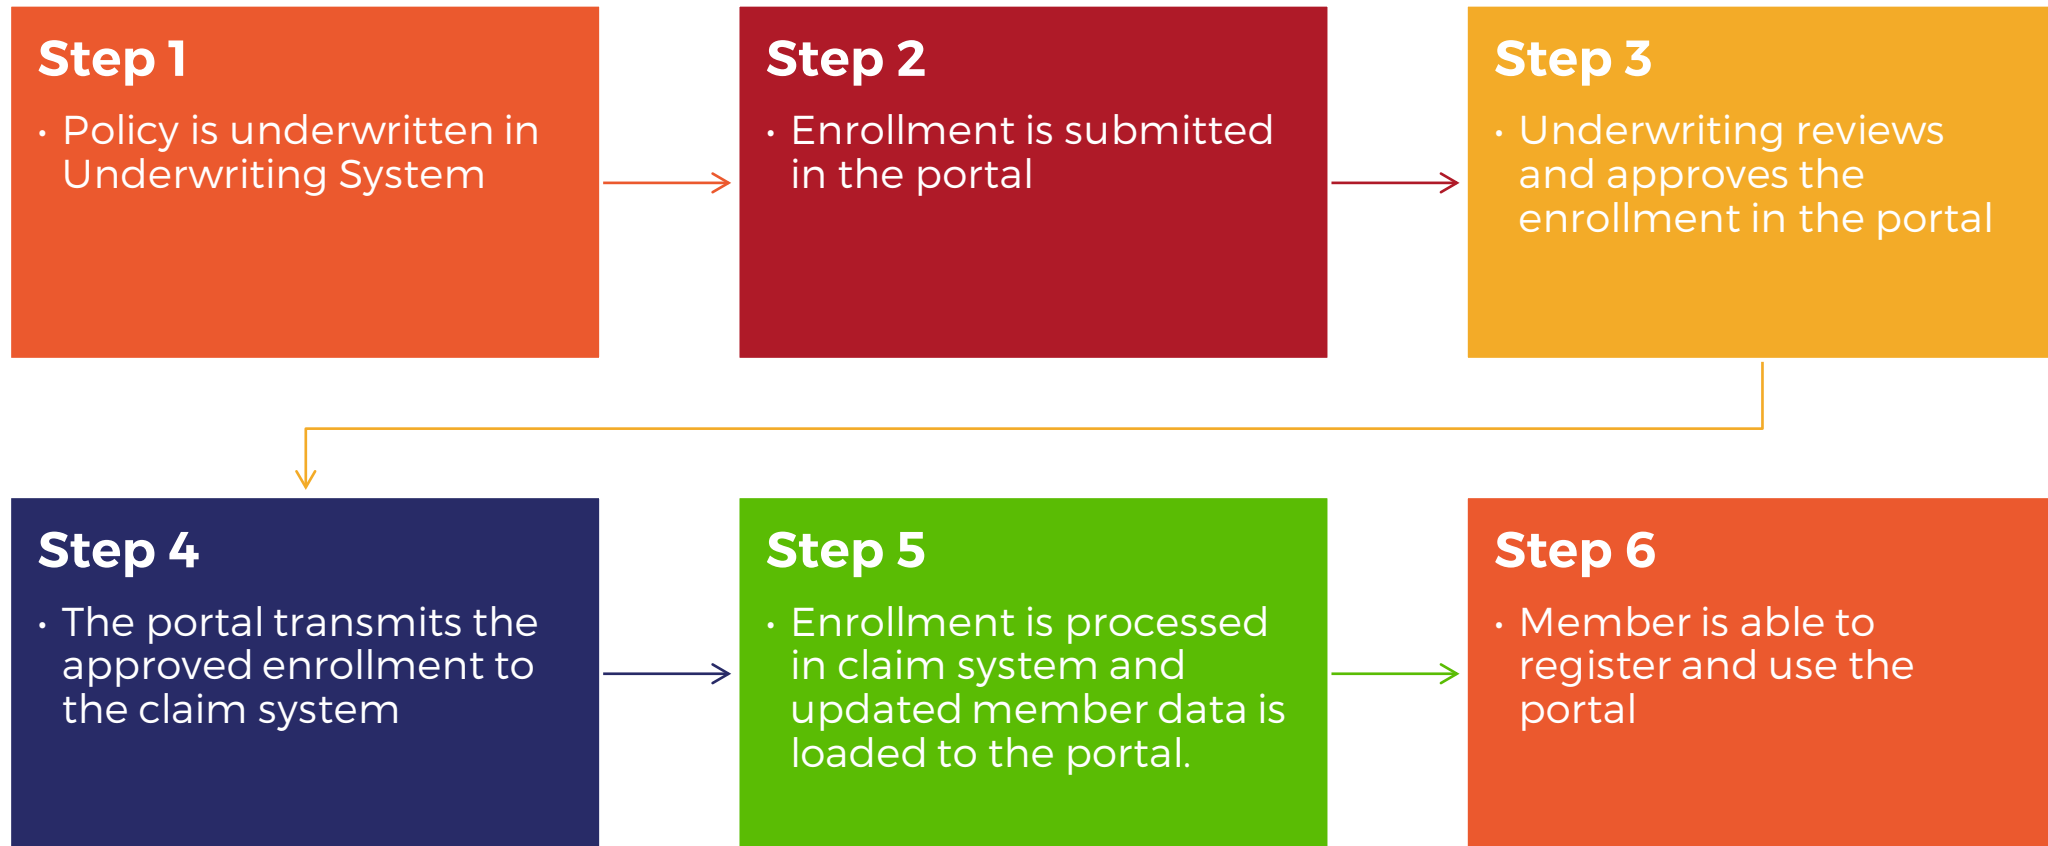 Step 1
• Policy is underwritten in
Underwriting System
Step 2
• Enrollment is submitted
in the portal
Step 3
• Underwriting reviews
and approves the
enrollment in the portal
Step 4
• The portal transmits the
approved enrollment to
the claim system
Step 5
• Enrollment is processed
in claim system and
updated member data is
loaded to the portal.
Step 6
• Member is able to
register and use the
portal